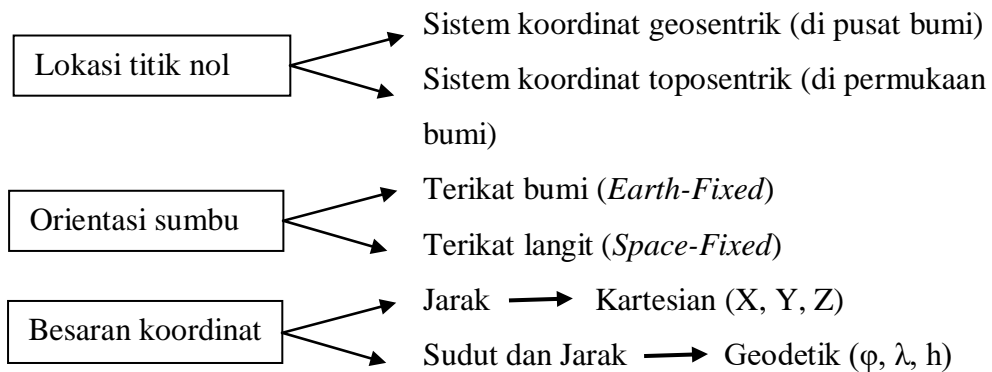 Lokasi titik nol
Sistem koordinat geosentrik (di pusat bumi)
Sistem koordinat toposentrik (di permukaan
bumi)
Orientasi sumbu
Terikat bumi (Earth-Fixed)
Terikat langit (Space-Fixed)
Besaran koordinat
Jarak Kartesian (X, Y, Z)
Sudut dan Jarak Geodetik (φ, λ, h)